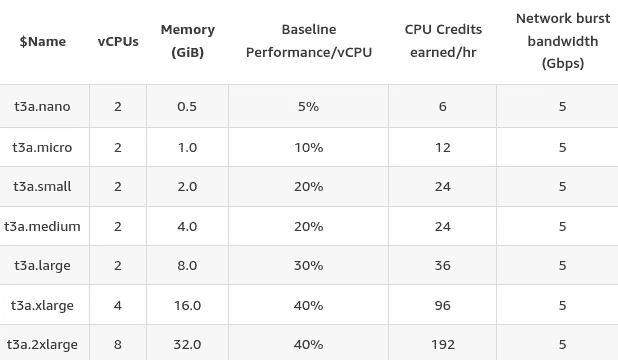 $Name vCPUs Memory (GiB) Baseline Performance/vCPU CPU Credits earned/hr Network burst bandwidth (Gbps)
t3a.nano 2 0.5 5% 6 5
t3a.micro 2 1.0 10% 12 5
t3a.small 2 2.0 20% 24 5
t3a.medium 2 4.0 20% 24 5
t3a.large 2 8.0 30% 36 5
t3a.xlarge 4 16.0 40% 96 5
t3a.2xlarge 8 32.0 40% 192 5